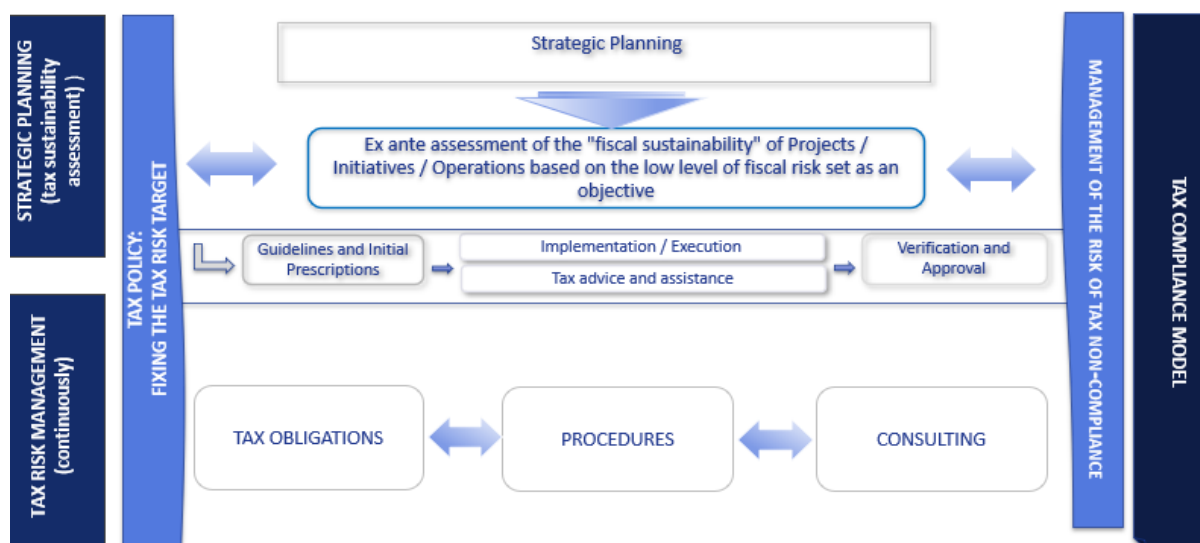 STRATEGIC PLANNING
(tax sustainability
assessment) )
TAX RISK MANAGEMENT
(continuously)
TAX POLICY:
FIXING THE TAX RISK TARGET
Strategic Planning
Ex ante assessment of the "fiscal sustainability" of Projects /
Initiatives / Operations based on the low level of fiscal risk set as an
objective
Guidelines and Initial
Prescriptions
Implementation / Execution
Tax advice and assistance
Verification and
Approval
TAX OBLIGATIONS
PROCEDURES
CONSULTING
MANAGEMENT OF THE RISK OF TAX NON-COMPLIANCE
TAX COMPLIANCE MODEL